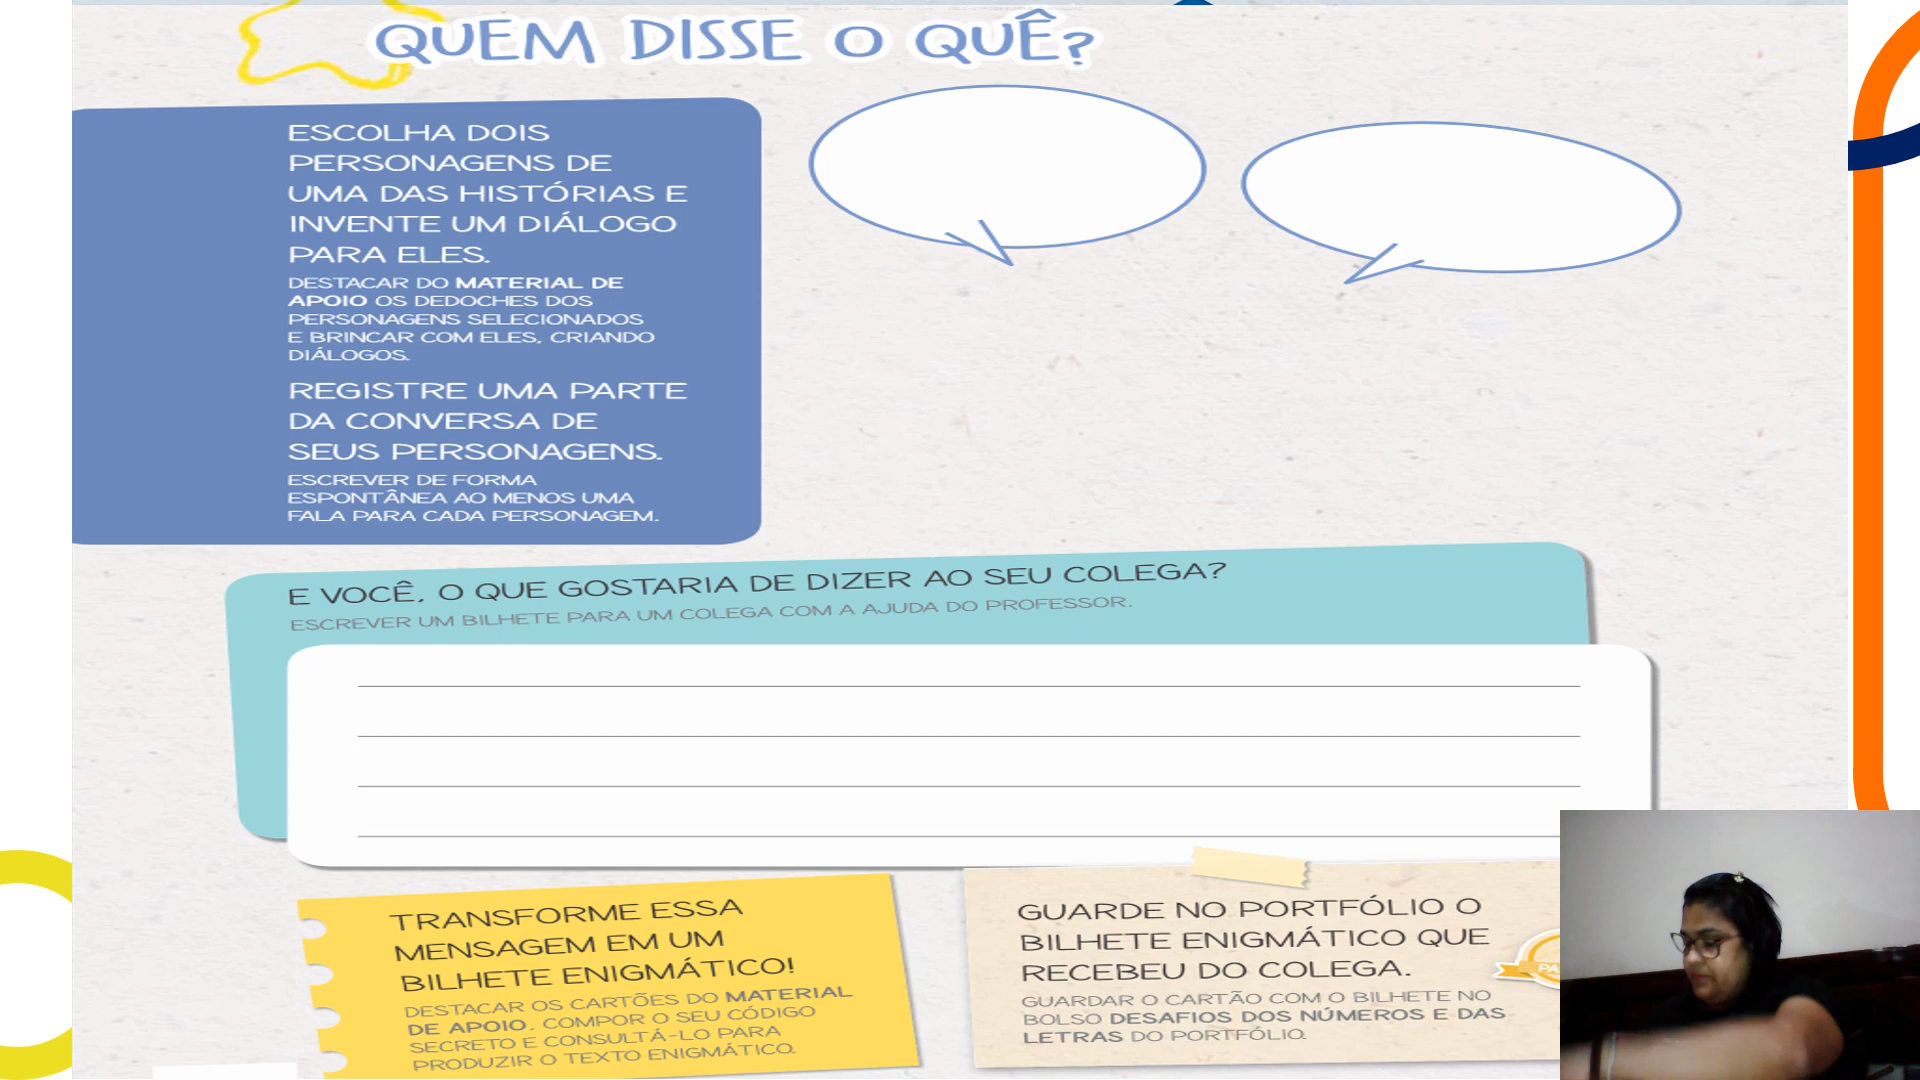 QUEM DISSE O QUÊ?
ESCOLHA DOIS
PERSONAGENS DE
UMA DAS HISTÓRIAS E
INVENTE UM DIÁLOGO
PARA ELES.
DESTACAR DO MATERIAL DE
APOIO OS DEDOCHES DOS
PERSONAGENS SELECIONADOS
E BRINCAR COM ELES, CRIANDO
DIÁLOGOS.
REGISTRE UMA PARTE
DA CONVERSA DE
SEUS PERSONAGENS.
ESCREVER DE FORMA
ESPONTÂNEA AO MENOS UMA
FALA PARA CADA PERSONAGEM.
E VOCÊ, O QUE GOSTARIA DE DIZER AO SEU COLEGA?
ESCREVER UM BILHETE PARA UM COLEGA COM A AJUDA DO PROFESSOR.
TRANSFORME ESSA
MENSAGEM EM UM
BILHETE ENIGMÁTICO!
DESTACAR OS CARTÕES DO MATERIAL
DE APOIO, COMPOR O SEU CÓDIGO
SECRETO E CONSULTÁ-LO PARA
PRODUZIR O TEXTO ENIGMÁTICO.
GUARDE NO PORTFÓLIO O
BILHETE ENIGMÁTICO QUE
RECEBEU DO COLEGA.
GUARDAR O CARTÃO COM O BILHETE NO
BOLSO DESAFIOS DOS NÚMEROS E DAS
LETRAS DO PORTFÓLIO.